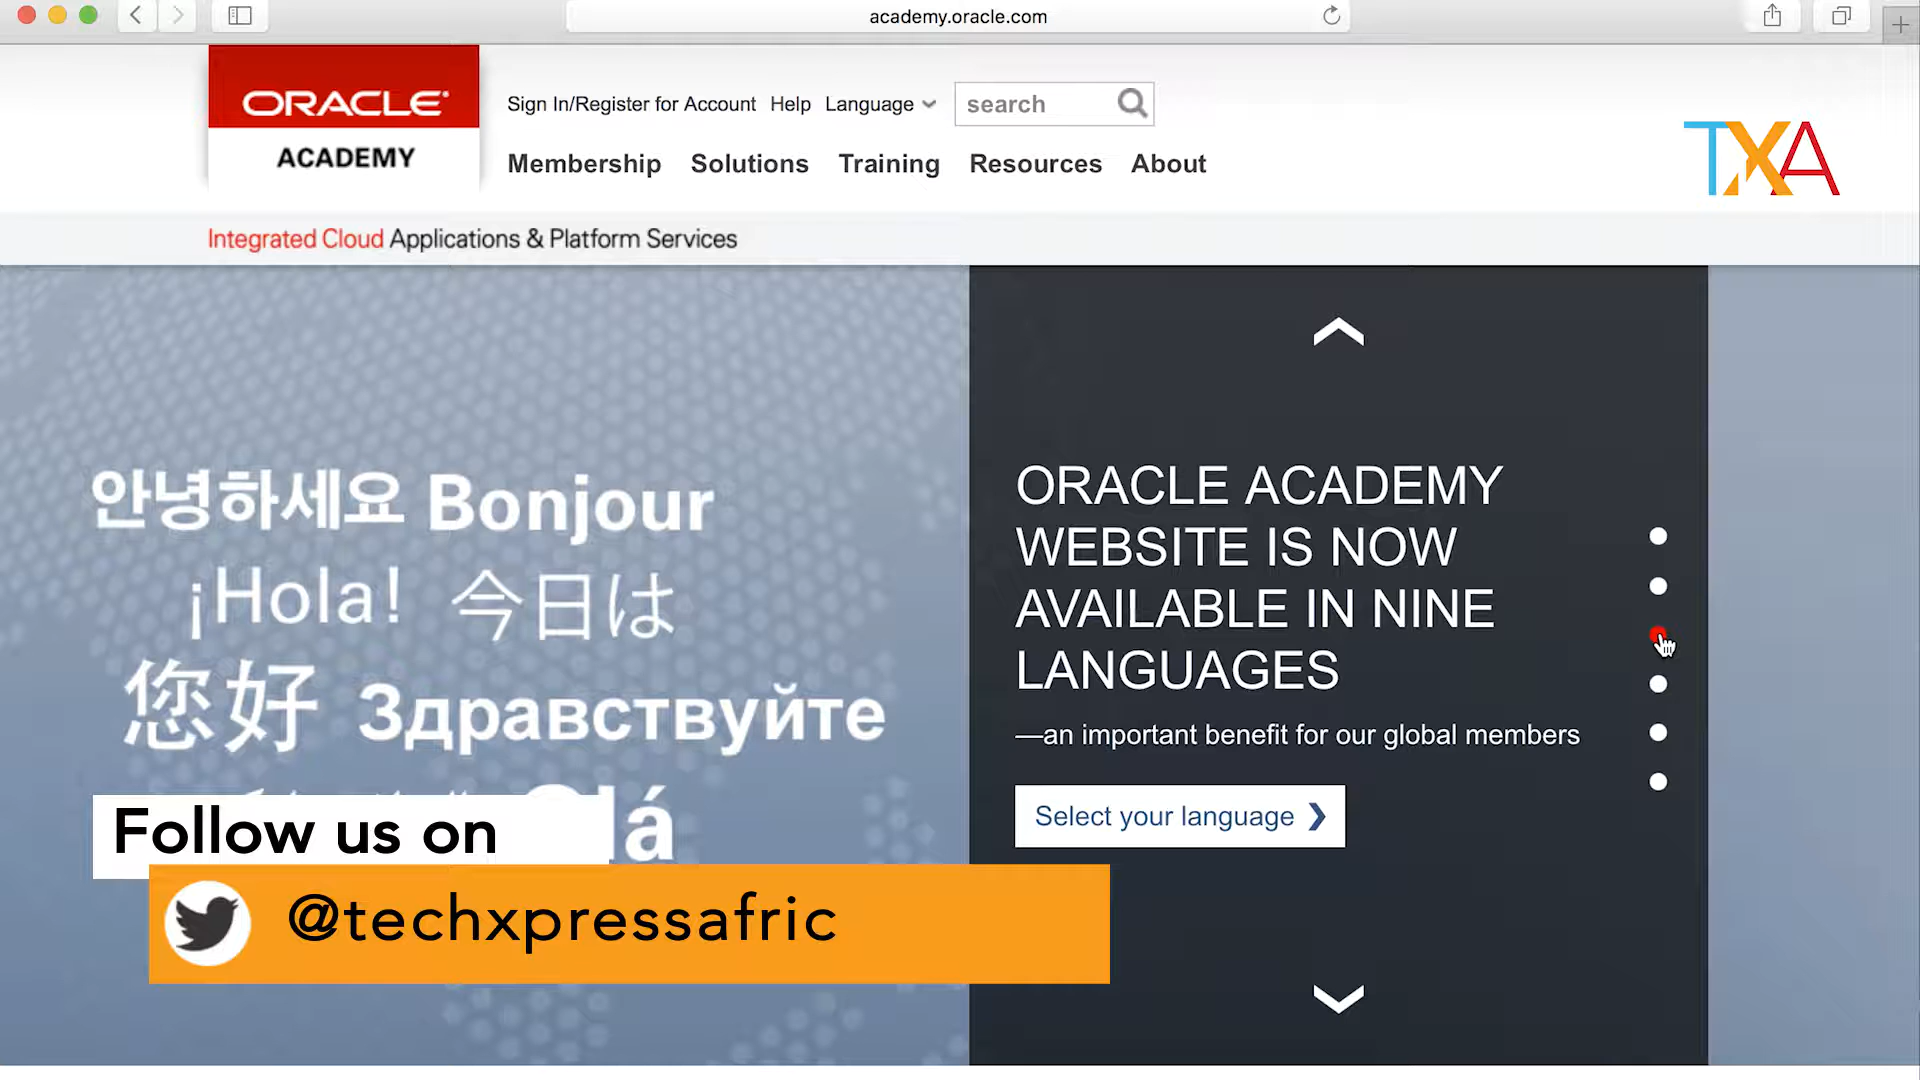 academy.oracle.com
ORACLE
ACADEMY
Sign In/Register for Account Help Language search
Membership Solutions Training Resources About
TXA
Integrated Cloud Applications & Platform Services
안녕하세요 Bonjour
¡Hola! 今日は
您好 Здравствуйте
lá
ORACLE ACADEMY
WEBSITE IS NOW
AVAILABLE IN NINE
LANGUAGES
—an important benefit for our global members
Select your language
Follow us on
@techxpressafric